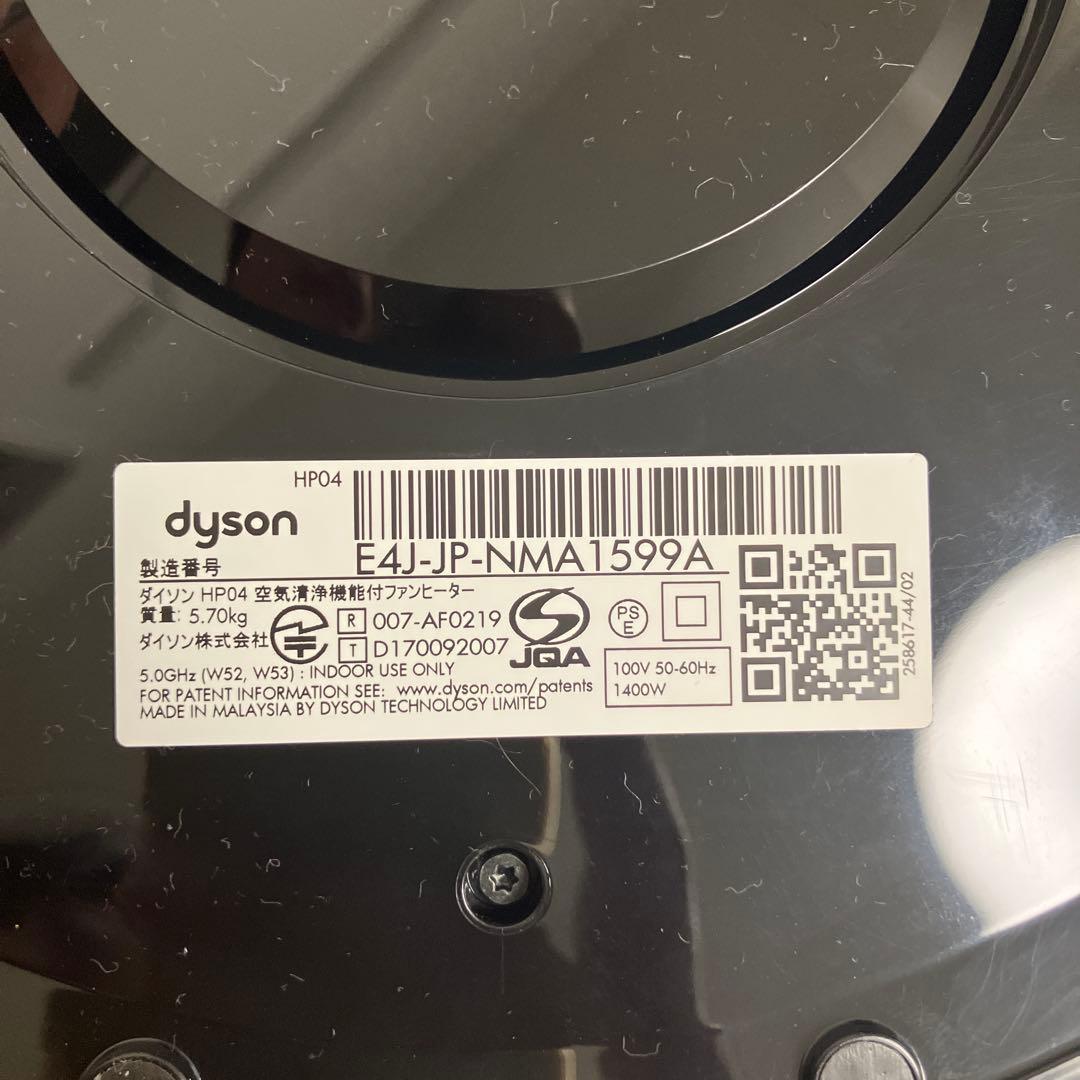 HP04
dyson
製造番号 E4J-JP-NMA1599A
ダイソン HP04 空気清浄機能付ファンヒーター
質量: 5.70kg
ダイソン株式会社
R 007-AF0219
T D170092007
JQA
PS
E
5.0GHz (W52, W53) : INDOOR USE ONLY
FOR PATENT INFORMATION SEE: www.dyson.com/patents
MADE IN MALAYSIA BY DYSON TECHNOLOGY LIMITED
100V 50-60Hz
1400W
258617-44/02